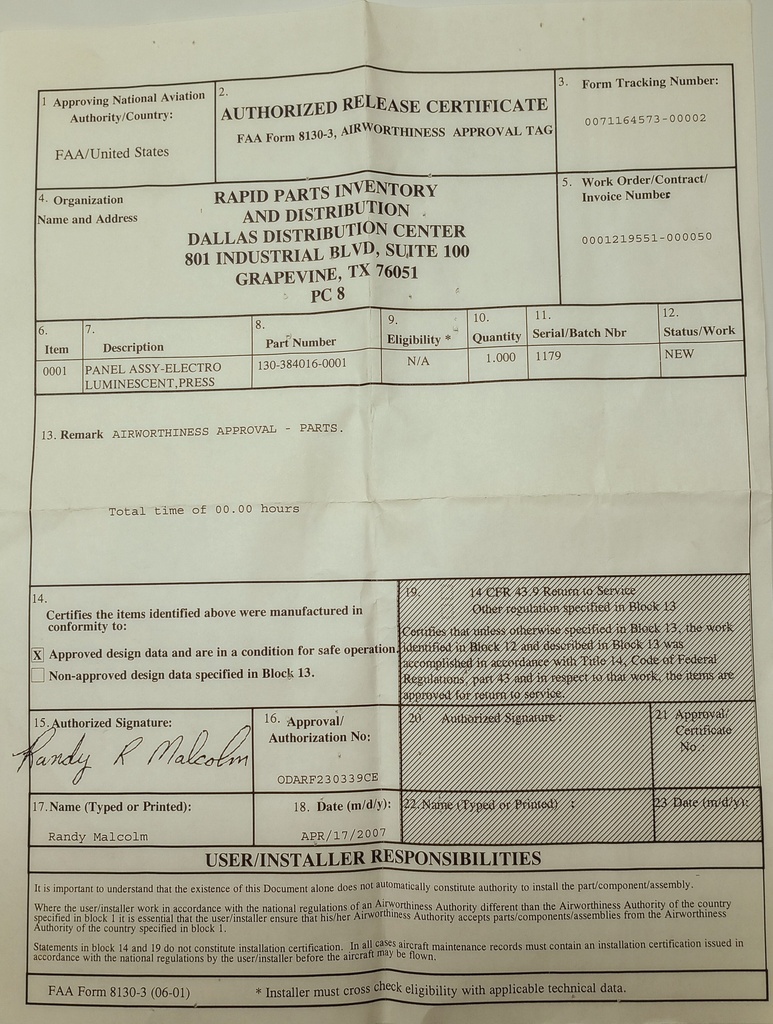 1 Approving National Aviation
Authority/Country:
FAA/United States
2.
AUTHORIZED RELEASE CERTIFICATE
FAA Form 8130-3, AIRWORTHINESS APPROVAL TAG
3. Form Tracking Number:
0071164573-00002
4. Organization
Name and Address
RAPID PARTS INVENTORY
AND DISTRIBUTION
DALLAS DISTRIBUTION CENTER
801 INDUSTRIAL BLVD, SUITE 100
GRAPEVINE, TX 76051
PC 8
5. Work Order/Contract/
Invoice Number
0001219551-000050
6.
Item
7.
Description
8.
Part Number
9.
Eligibility *
10.
Quantity
11.
Serial/Batch Nbr
12.
Status/Work
0001
PANEL ASSY-ELECTRO
LUMINESCENT,PRESS
130-384016-0001
N/A
1.000
1179
NEW
13. Remark AIRWORTHINESS APPROVAL - PARTS.
Total time of 00.00 hours
14.
Certifies the items identified above were manufactured in
conformity to:
X Approved design data and are in a condition for safe operation.
Non-approved design data specified in Block 13.
19. 14 CFR 43.9 Return to Service
Other regulation specified in Block 13
Certifies that unless otherwise specified in Block 13, the work
identified in Block 12 and described in Block 13 was
accomplished in accordance with Title 14, Code of Federal
Regulations, part 43 and in respect to that work, the items are
approved for return to service.
15. Authorized Signature:
Randy R Malcolm
16. Approval/
Authorization No:
ODARF230339CE
20. Authorized Signature :
21 Approval/
Certificate
No.:
17. Name (Typed or Printed):
Randy Malcolm
18. Date (m/d/y):
APR/17/2007
22. Name (Typed or Printed) :
23 Date (m/d/y):
USER/INSTALLER RESPONSIBILITIES
It is important to understand that the existence of this Document alone does not automatically constitute authority to install the part/component/assembly.
Where the user/installer work in accordance with the national regulations of an Airworthiness Authority different than the Airworthiness Authority of the country
specified in block 1 it is essential that the user/installer ensure that his/her Airworthiness Authority accepts parts/components/assemblies from the Airworthiness
Authority of the country specified in block 1.
Statements in block 14 and 19 do not constitute installation certification. In all cases aircraft maintenance records must contain an installation certification issued in
accordance with the national regulations by the user/installer before the aircraft may be flown.
FAA Form 8130-3 (06-01)
* Installer must cross check eligibility with applicable technical data.